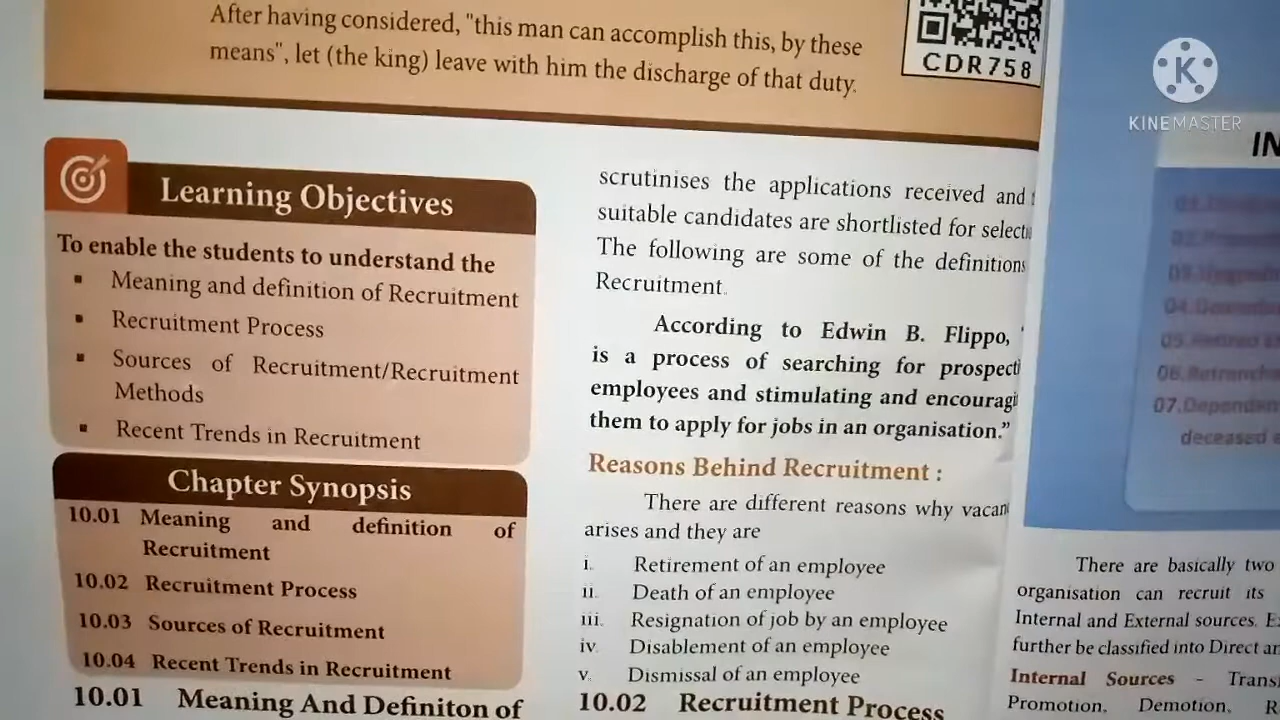 After having considered, "this man can accomplish this, by these
means", let (the king) leave with him the discharge of that duty.
CDR758
KINEMASTER
Learning Objectives
To enable the students to understand the
▪ Meaning and definition of Recruitment
▪ Recruitment Process
▪ Sources of Recruitment/Recruitment
Methods
▪ Recent Trends in Recruitment
Chapter Synopsis
10.01 Meaning and definition of
Recruitment
10.02 Recruitment Process
10.03 Sources of Recruitment
10.04 Recent Trends in Recruitment
10.01 Meaning And Definiton of
scrutinises the applications received and
suitable candidates are shortlisted for
The following are some of the definitions
Recruitment.
According to Edwin B. Flippo,
is a process of searching for
employees and stimulating and
them to apply for jobs in an organisation."
Reasons Behind Recruitment :
There are different reasons why
arises and they are
i. Retirement of an employee
ii. Death of an employee
iii. Resignation of job by an employee
iv. Disablement of an employee
v. Dismissal of an employee
10.02 Recruitment Process
IN
07.Dependen
deceased
There are basically two
organisation can recruit its
Internal and External sources.
further be classified into Direct
Internal Sources –
Promotion, Demotion,